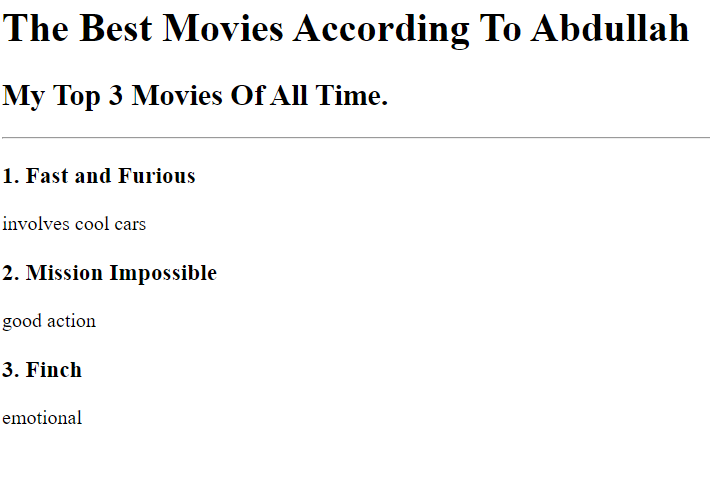 The Best Movies According To Abdullah
My Top 3 Movies Of All Time.
1. Fast and Furious
involves cool cars
2. Mission Impossible
good action
3. Finch
emotional